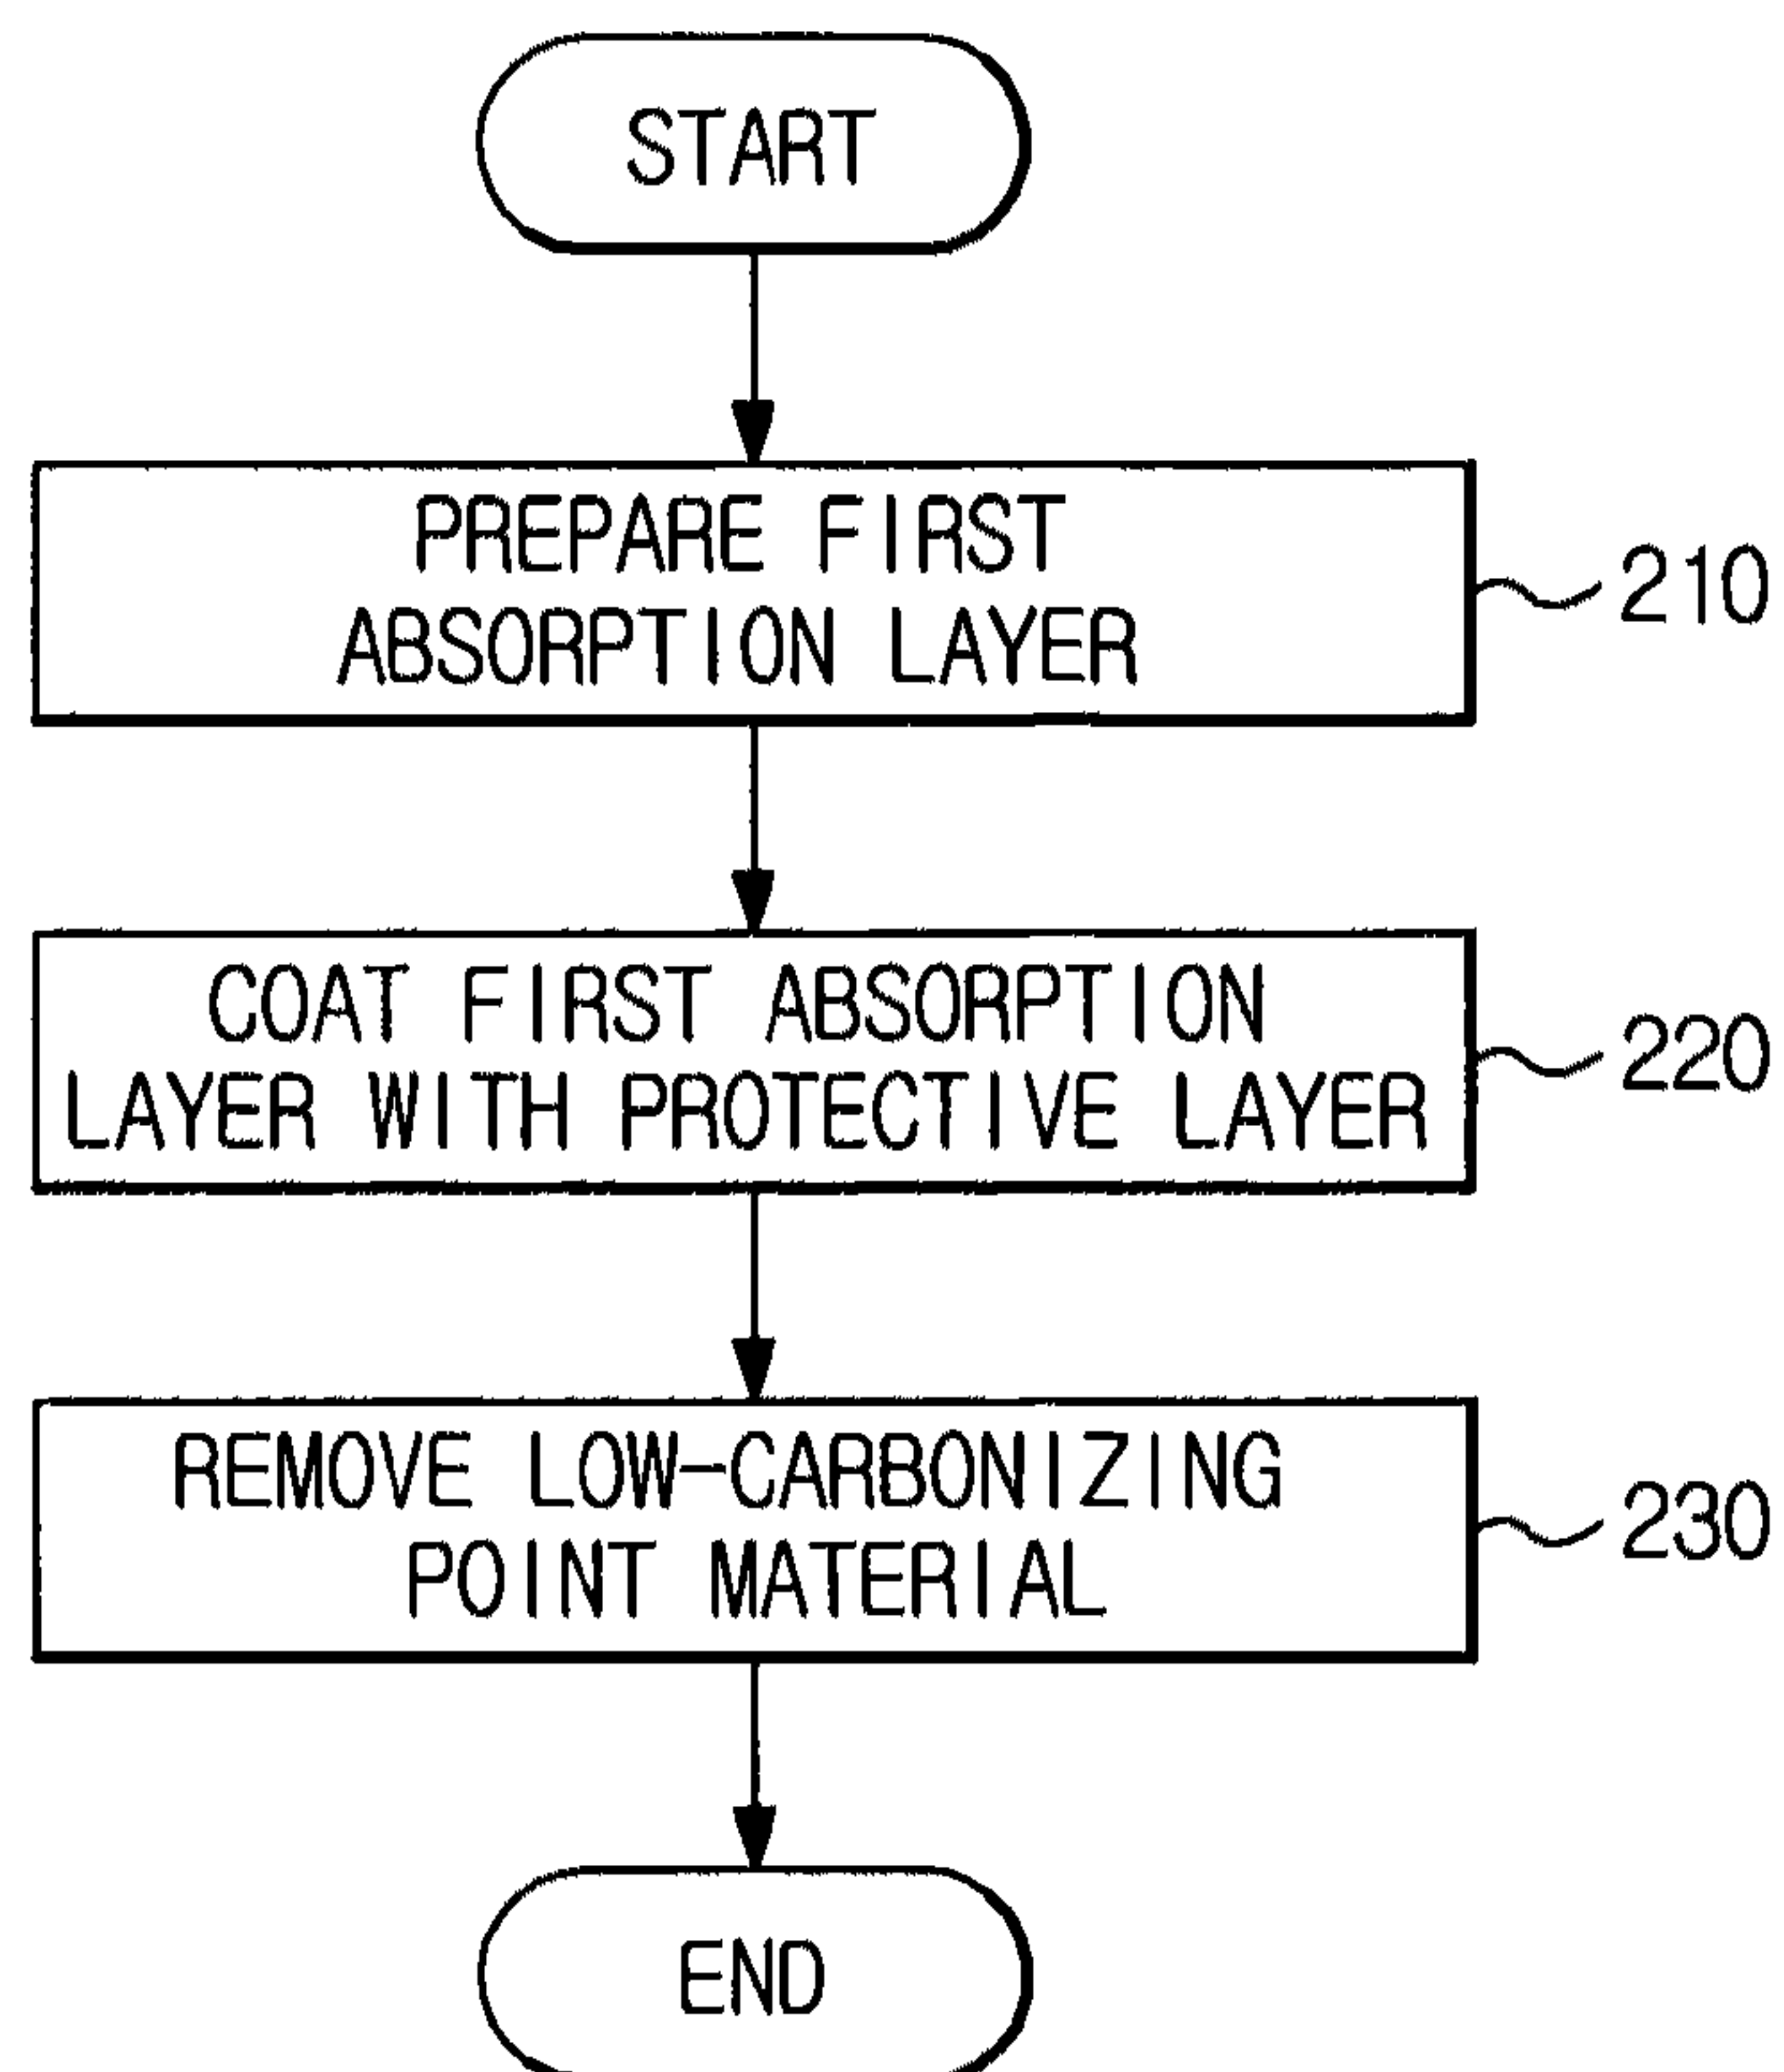 START
PREPARE FIRST
ABSORPTION LAYER
210
COAT FIRST ABSORPTION
LAYER WITH PROTECTIVE LAYER
220
REMOVE LOW-CARBONIZING
POINT MATERIAL
230
END